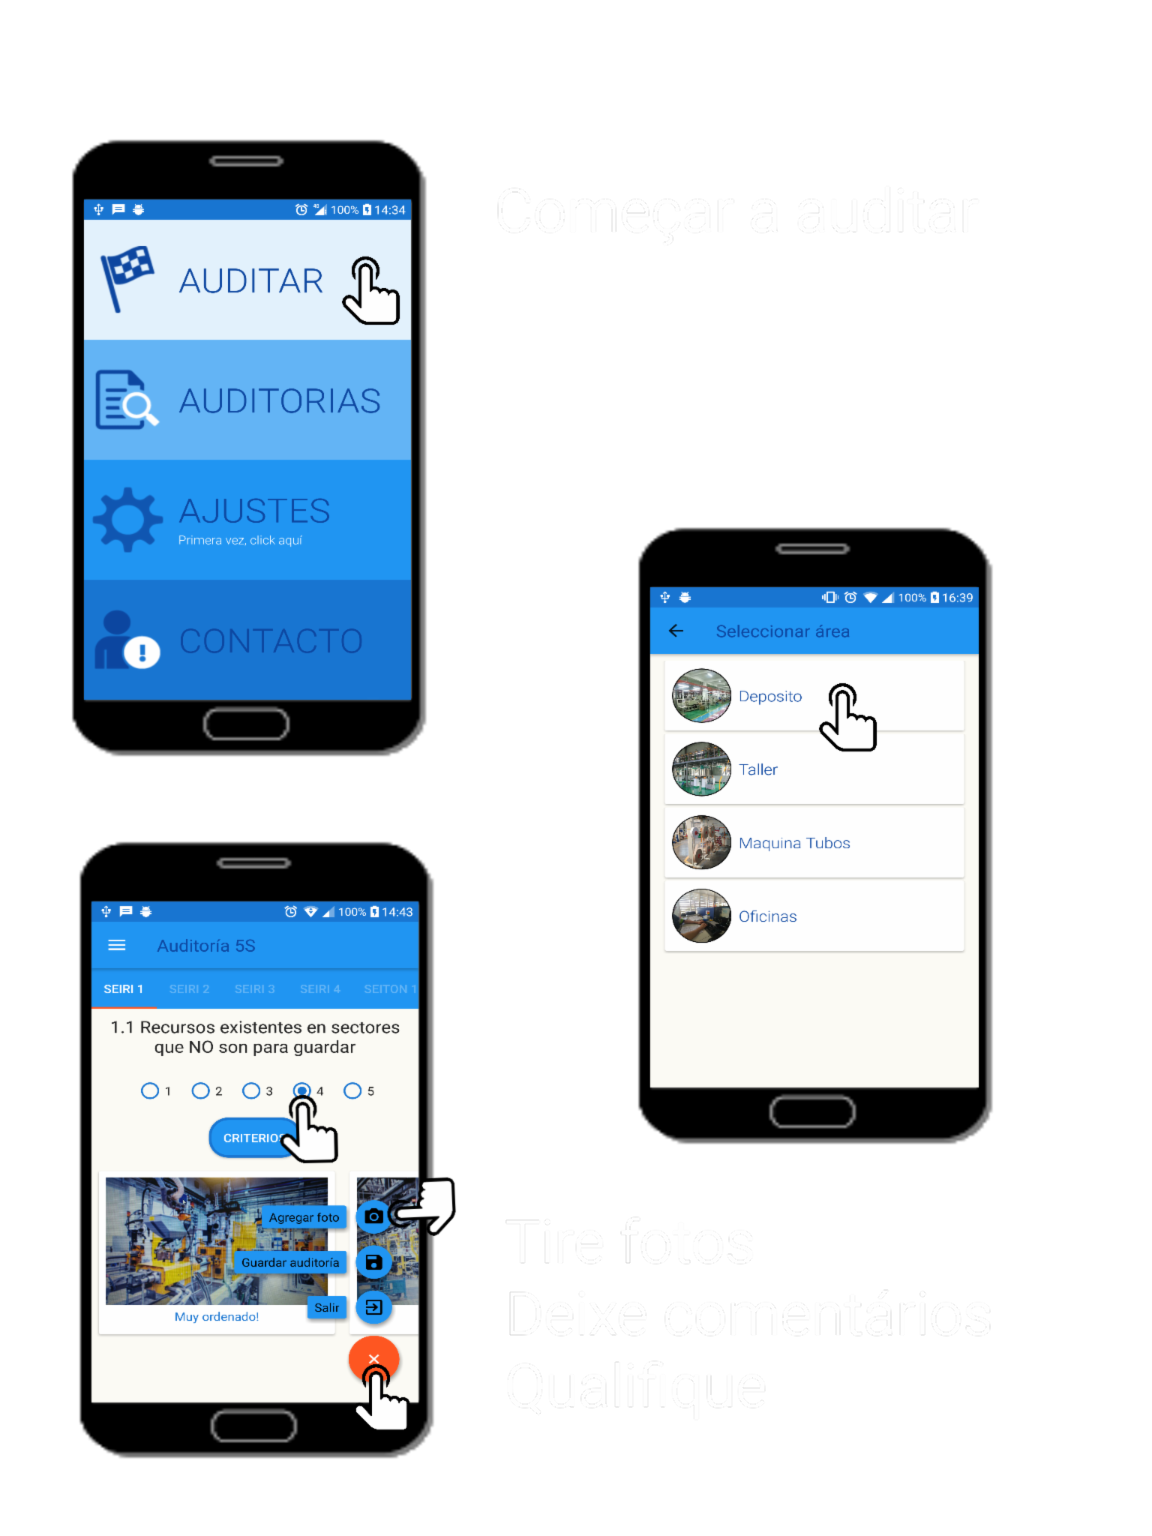 100% 14:34
Começar a auditar
AUDITAR
AUDITORIAS
AJUSTES
Primera vez, click aquí
CONTACTO
100% 16:39
Seleccionar área
Deposito
Taller
Maquina Tubos
Oficinas
100% 14:43
Auditoría 5S
SEIRI 1 SEIRI 2 SEIRI 3 SEIRI 4 SEITON 1
1.1 Recursos existentes en sectores
que NO son para guardar
1 2 3 4 5
CRITERIO
Agregar foto
Guardar auditoría
Salir
Muy ordenado!
Tire fotos
Deixe comentários
Qualifique